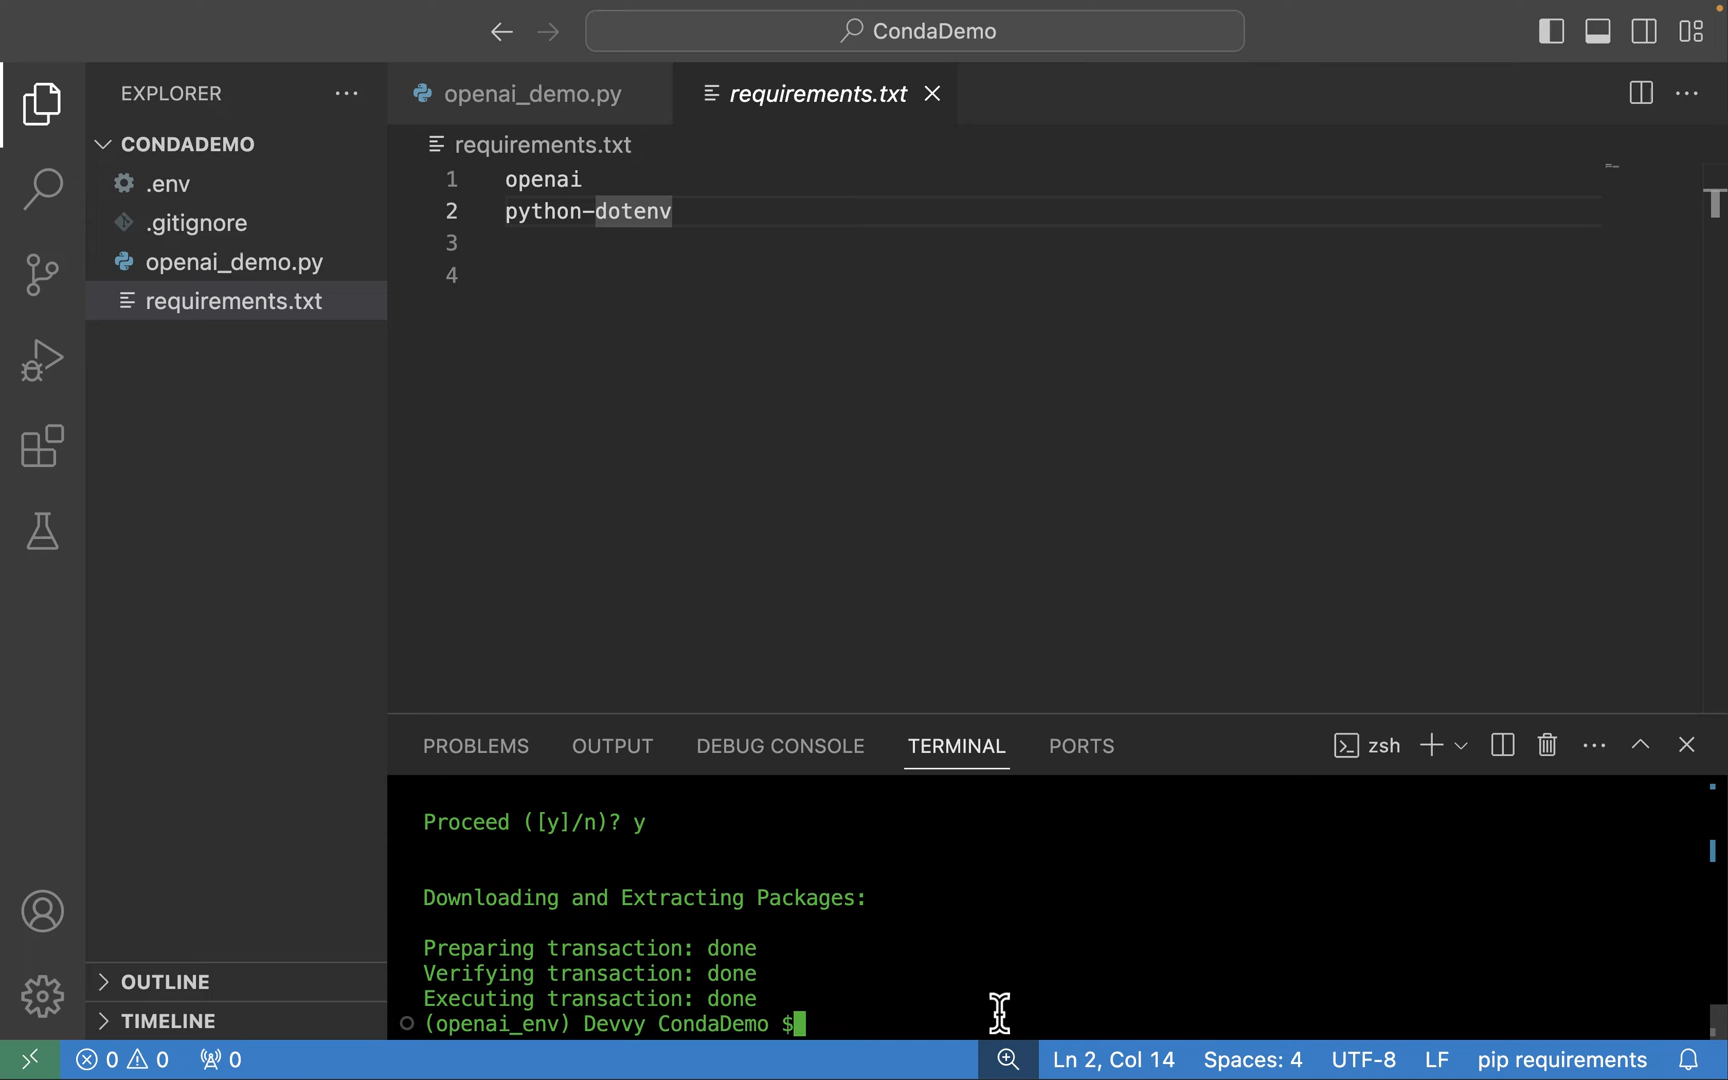 CondaDemo
EXPLORER
openai_demo.py
requirements.txt
CONDADEMO
.env
.gitignore
openai_demo.py
requirements.txt
requirements.txt
1 openai
2 python-dotenv
3
4
PROBLEMS OUTPUT DEBUG CONSOLE TERMINAL PORTS
zsh
Proceed ([y]/n)? y
Downloading and Extracting Packages:
Preparing transaction: done
Verifying transaction: done
Executing transaction: done
(openai_env) Devvy CondaDemo $
OUTLINE
TIMELINE
0 0 0 Ln 2, Col 14 Spaces: 4 UTF-8 LF pip requirements